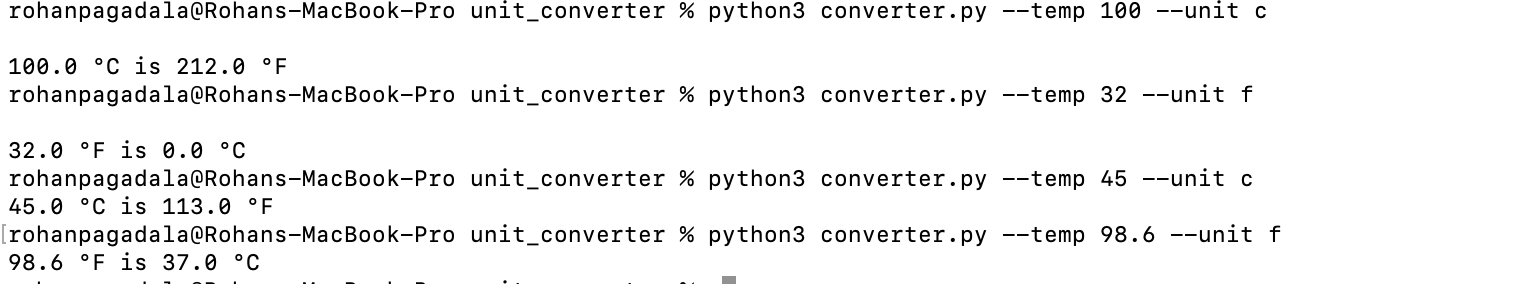 rohanpagadala@Rohans-MacBook-Pro unit_converter % python3 converter.py --temp 100 --unit c
100.0 °C is 212.0 °F
rohanpagadala@Rohans-MacBook-Pro unit_converter % python3 converter.py --temp 32 --unit f
32.0 °F is 0.0 °C
rohanpagadala@Rohans-MacBook-Pro unit_converter % python3 converter.py --temp 45 --unit c
45.0 °C is 113.0 °F
[rohanpagadala@Rohans-MacBook-Pro unit_converter % python3 converter.py --temp 98.6 --unit f
98.6 °F is 37.0 °C